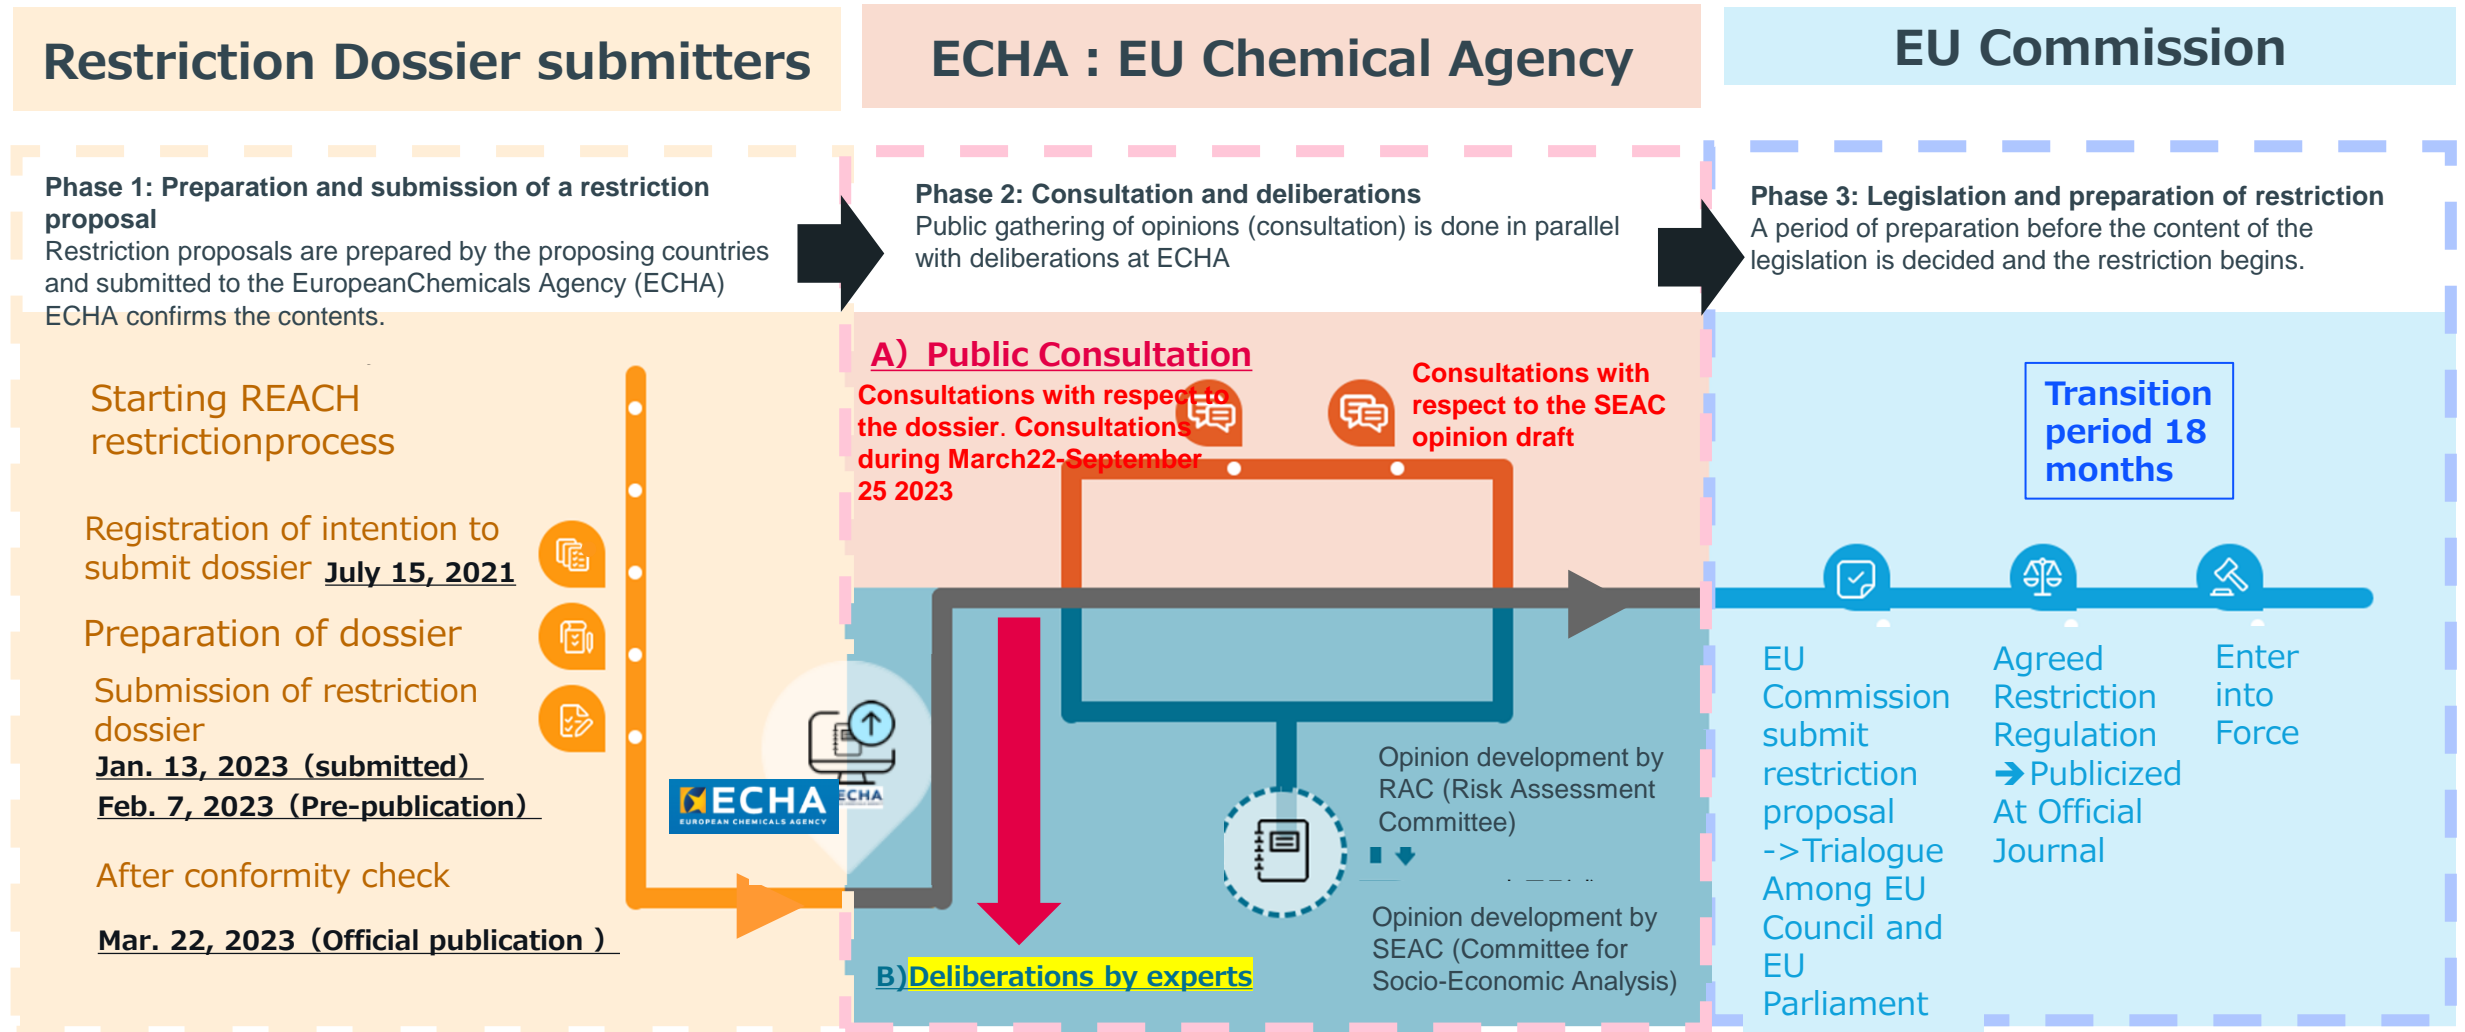 Restriction Dossier submitters
Phase 1: Preparation and submission of a restriction
proposal
Restriction proposals are prepared by the proposing countries
and submitted to the EuropeanChemicals Agency (ECHA)
ECHA confirms the contents.
Starting REACH
restrictionprocess
Registration of intention to
submit dossier July 15, 2021
Preparation of dossier
Submission of restriction
dossier
Jan. 13, 2023（submitted）
Feb. 7, 2023（Pre-publication）
After conformity check
Mar. 22, 2023（Official publication ）
ECHA
EUROPEAN CHEMICALS AGENCY
ECHA
ECHA : EU Chemical Agency
Phase 2: Consultation and deliberations
Public gathering of opinions (consultation) is done in parallel
with deliberations at ECHA
A）Public Consultation
Consultations with respect to
the dossier. Consultations
during March22-September
25 2023
Consultations with
respect to the SEAC
opinion draft
Opinion development by
RAC (Risk Assessment
Committee)
Opinion development by
SEAC (Committee for
Socio-Economic Analysis)
B)Deliberations by experts
EU Commission
Phase 3: Legislation and preparation of restriction
A period of preparation before the content of the
legislation is decided and the restriction begins.
Transition
period 18
months
EU
Commission
submit
restriction
proposal
->Trialogue
Among EU
Council and
EU
Parliament
Agreed
Restriction
Regulation
➔Publicized
At Official
Journal
Enter
into
Force